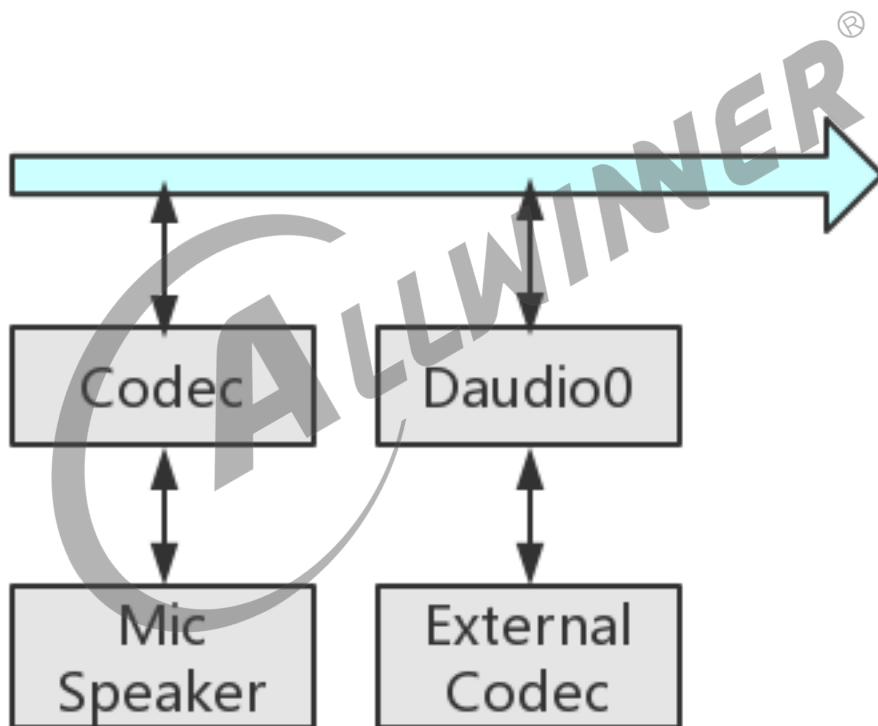 ALLWINNER®
Codec
Daudio0
Mic
Speaker
External
Codec